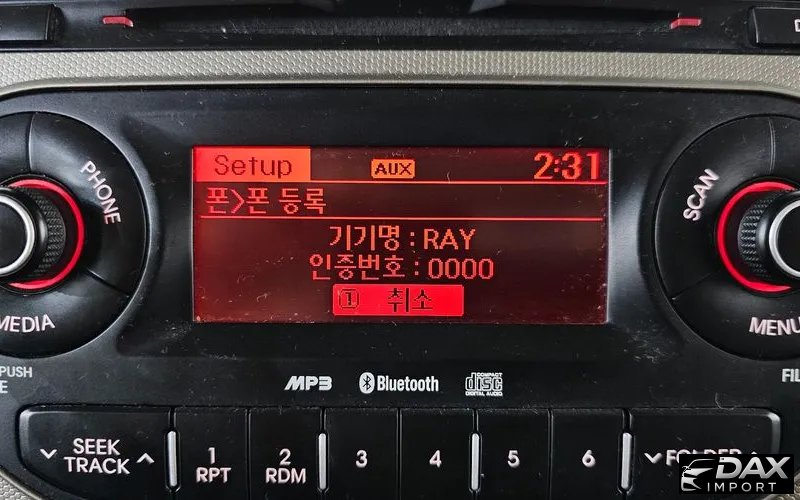 Setup AUX 2:31
폰>폰 등록
기기명 : RAY
인증번호 : 0000
1 취소
PHONE
MEDIA
PUSH
SCAN
MENU
MP3 Bluetooth COMPACT disc DIGITAL AUDIO
SEEK TRACK
1 RPT
2 RDM
3
4
5
6
FOLDER
DAX
IMPORT